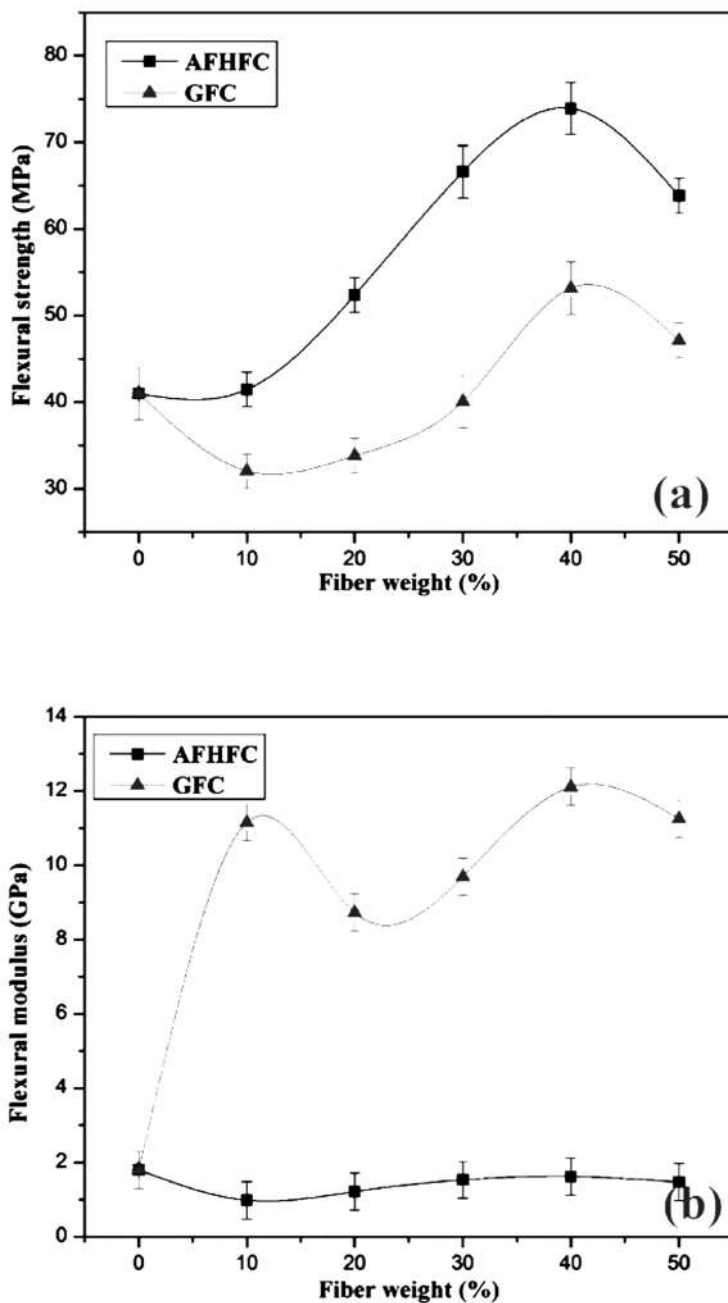 80
70
60
50
40
30
Flexural strength (MPa)
AFHFC
GFC
(a)
0 10 20 30 40 50
Fiber weight (%)
14
12
10
8
6
4
2
0
Flexural modulus (GPa)
AFHFC
GFC
(b)
0 10 20 30 40 50
Fiber weight (%)